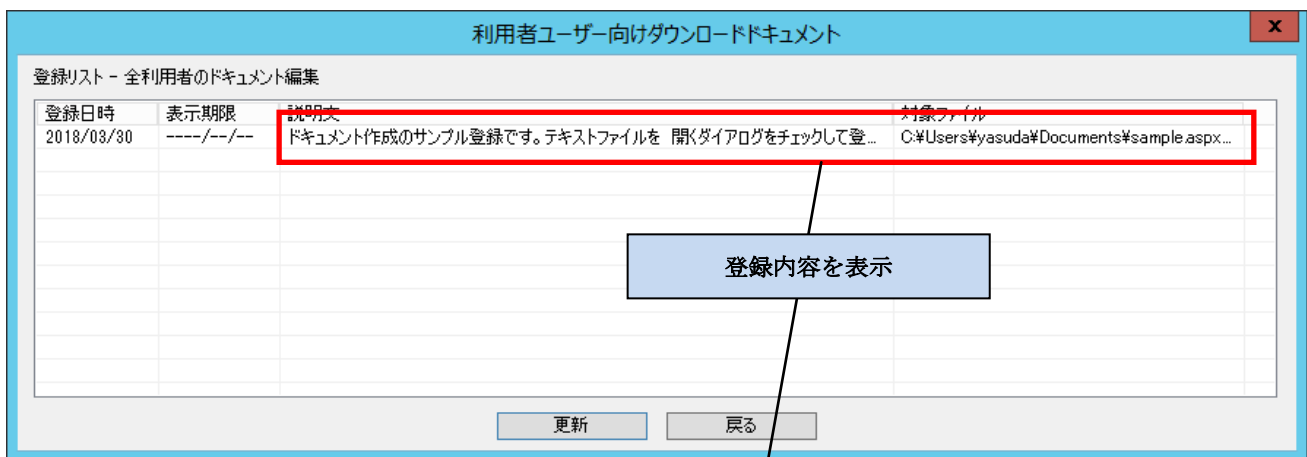 利用者ユーザー向けダウンロードドキュメント
x
登録リスト - 全利用者のドキュメント編集
登録日時 表示期限 説明文 対象ファイル
2018/03/30 ----/--/-- ドキュメント作成のサンプル登録です。テキストファイルを 開くダイアログをチェックして登... C:¥Users¥yasuda¥Documents¥sample.aspx...
登録内容を表示
更新 戻る